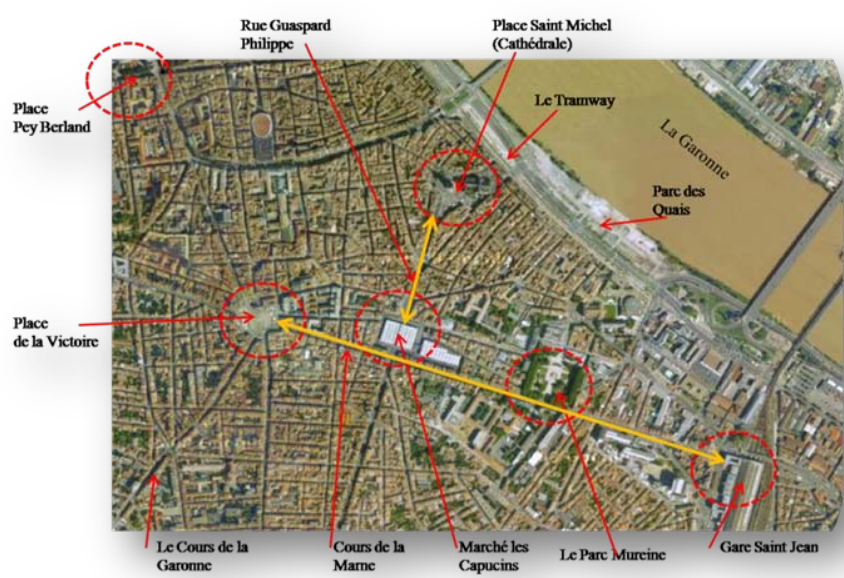 Rue Guaspard
Philippe
Place Saint Michel
(Cathédrale)
Place
Pey Berland
Le Tramway
La Garonne
Parc des
Quais
Place
de la Victoire
Le Cours de la
Garonne
Cours de la
Marne
Marché les
Capucins
Le Parc Mureine
Gare Saint Jean